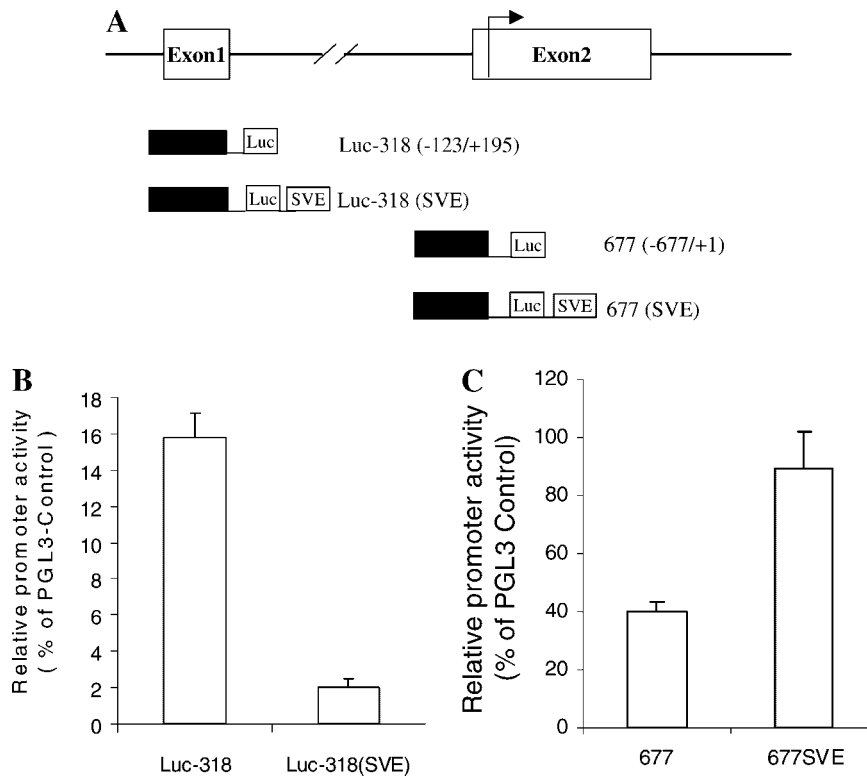 A
Exon1
Exon2
Luc
Luc-318 (-123/+195)
Luc
SVE
Luc-318 (SVE)
Luc
677 (-677/+1)
Luc
SVE
677 (SVE)
B
Relative promoter activity
( % of PGL3-Control )
18
16
14
12
10
8
6
4
2
0
Luc-318
Luc-318(SVE)
C
Relative promoter activity
(% of PGL3 Control)
120
100
80
60
40
20
0
677
677SVE